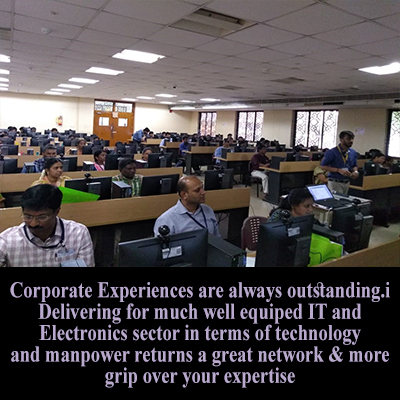 Corporate Experiences are always outstanding.i
Delivering for much well equiped IT and
Electronics sector in terms of technology
and manpower returns a great network & more
grip over your expertise